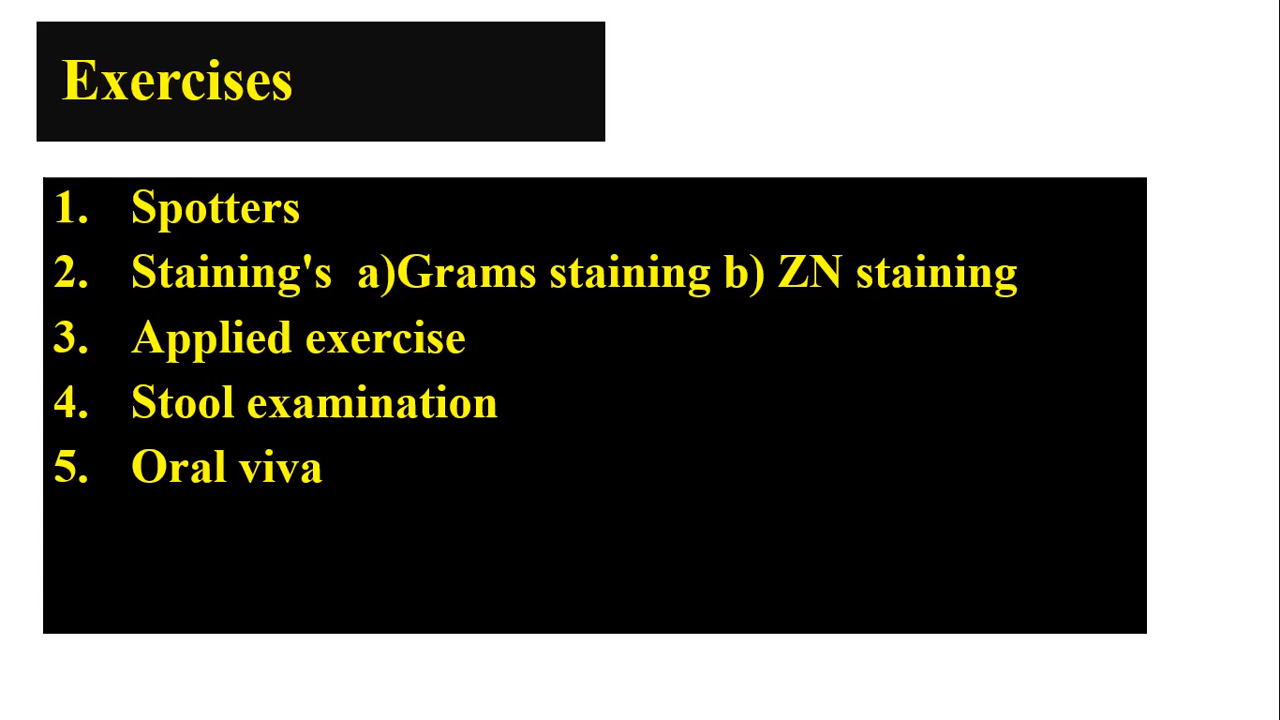 Exercises
1. Spotters
2. Staining's a)Grams staining b) ZN staining
3. Applied exercise
4. Stool examination
5. Oral viva